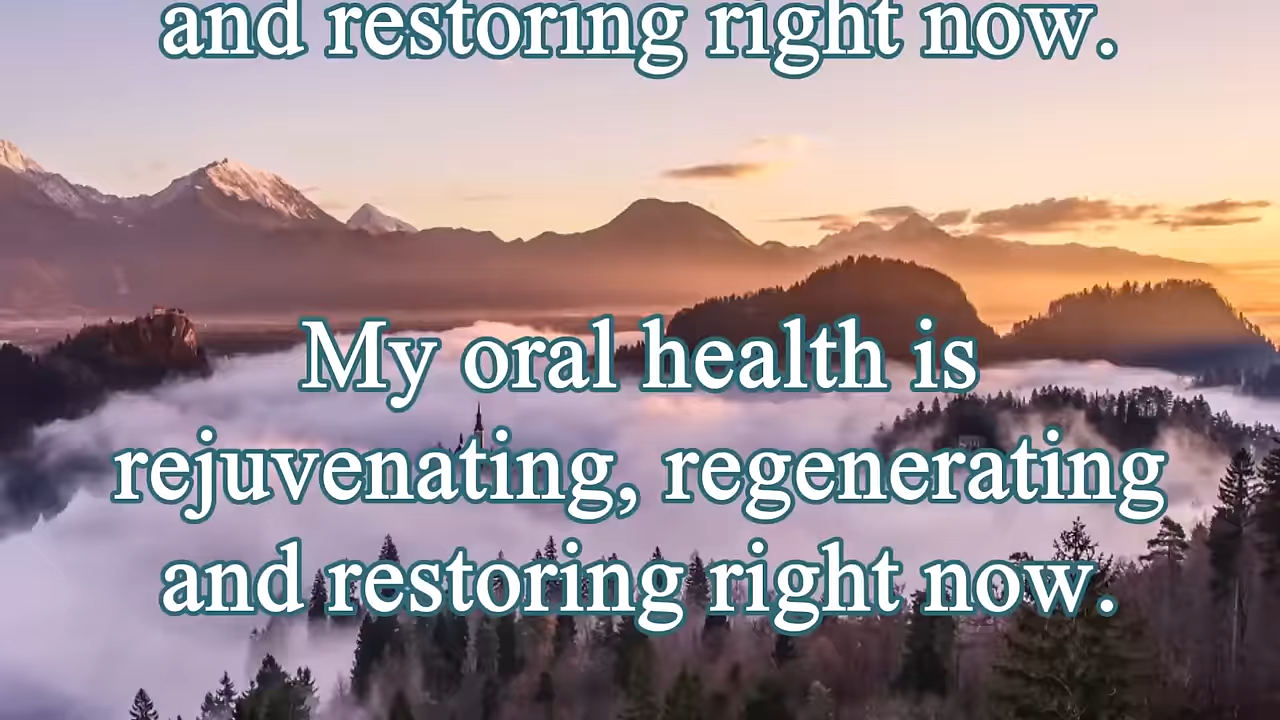 and restoring right now.
My oral health is
rejuvenating, regenerating
and restoring right now.